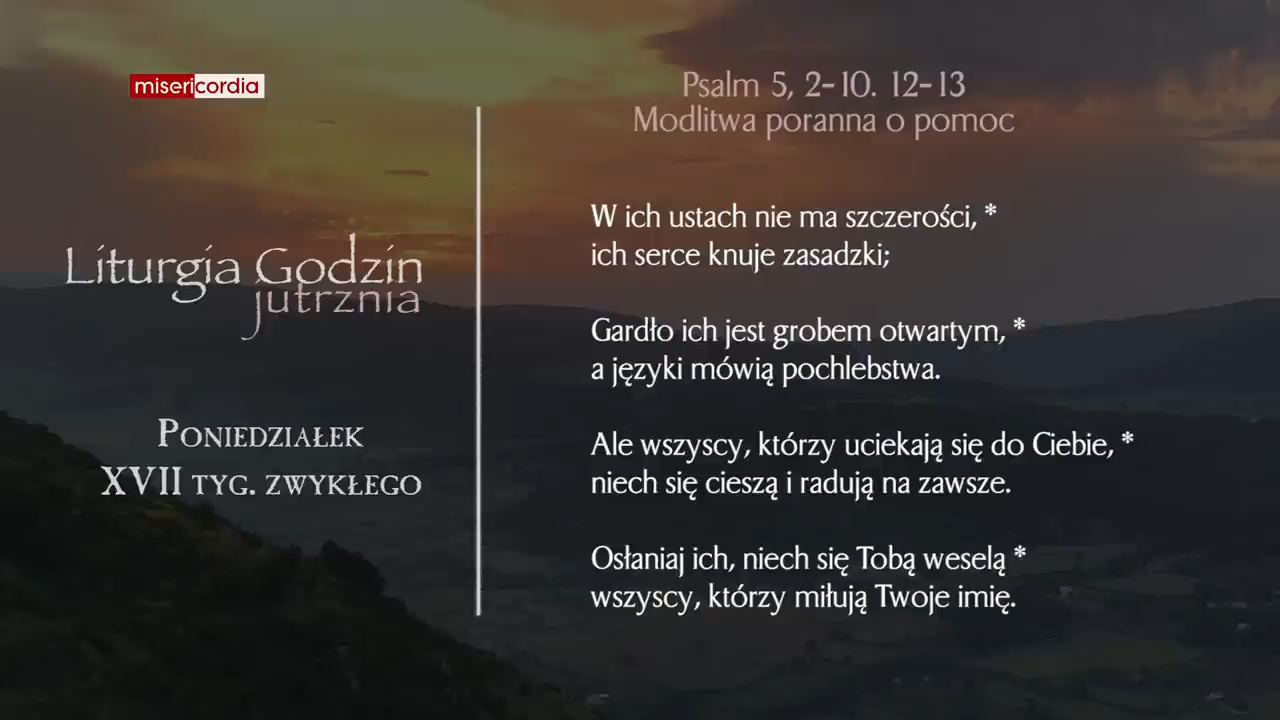 misericordia
Liturgia Godzin
jutrznia
Poniedziałek
XVII tyg. zwykłego
Psalm 5, 2-10. 12-13
Modlitwa poranna o pomoc
W ich ustach nie ma szczerości, *
ich serce knuje zasadzki;
Gardło ich jest grobem otwartym, *
a języki mówią pochlebstwa.
Ale wszyscy, którzy uciekają się do Ciebie, *
niech się cieszą i radują na zawsze.
Osłaniaj ich, niech się Tobą weselą *
wszyscy, którzy miłują Twoje imię.